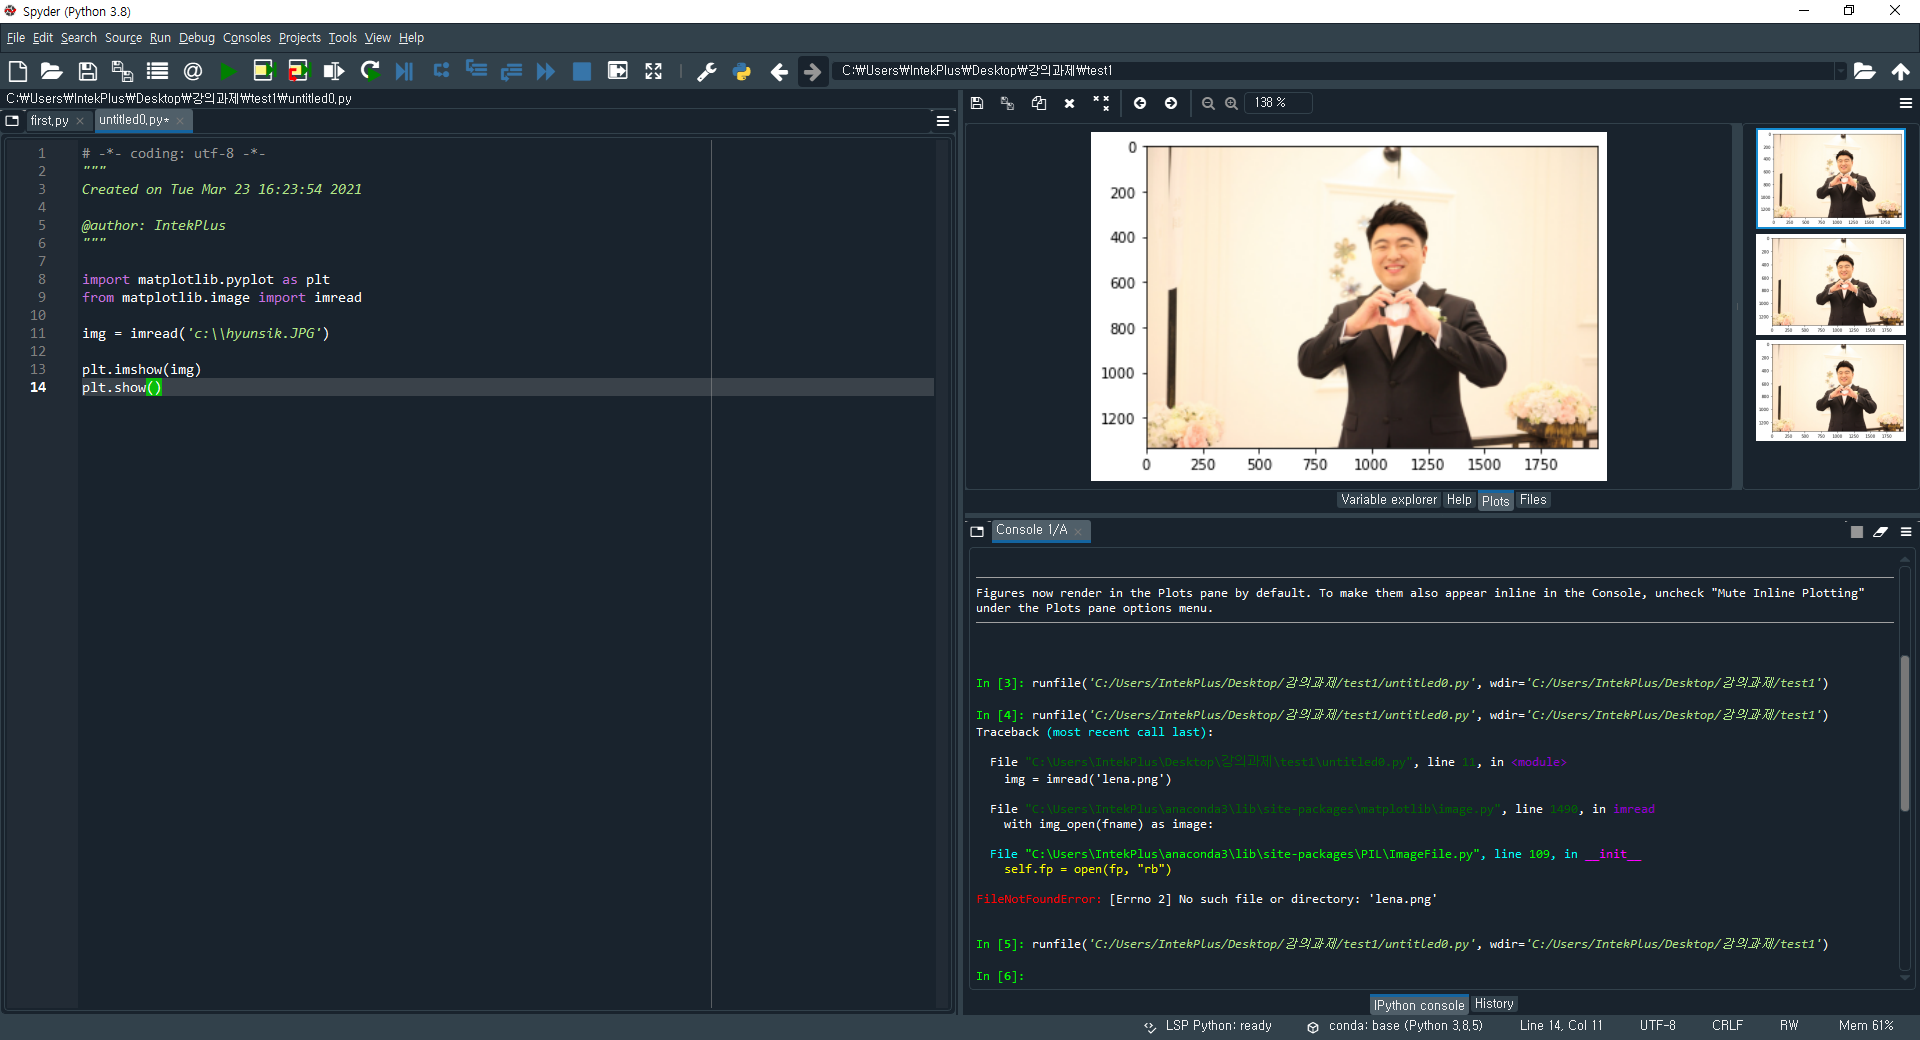 Spyder (Python 3.8)
File Edit Search Source Run Debug Consoles Projects Tools View Help
C:₩Users₩IntekPlus₩Desktop₩강의과제₩test1
C:₩Users₩IntekPlus₩Desktop₩강의과제₩test1₩untitled0.py
first.py
untitled0.py*
1 # -*- coding: utf-8 -*-
2 """
3 Created on Tue Mar 23 16:23:54 2021
4
5 @author: IntekPlus
6 """
7
8 import matplotlib.pyplot as plt
9 from matplotlib.image import imread
10
11 img = imread('c:\\hyunsik.JPG')
12
13 plt.imshow(img)
14 plt.show()
138 %
0
200
400
600
800
1000
1200
0 250 500 750 1000 1250 1500 1750
Variable explorer Help Plots Files
Console 1/A
Figures now render in the Plots pane by default. To make them also appear inline in the Console, uncheck "Mute Inline Plotting"
under the Plots pane options menu.
In [3]: runfile('C:/Users/IntekPlus/Desktop/강의과제/test1/untitled0.py', wdir='C:/Users/IntekPlus/Desktop/강의과제/test1')
In [4]: runfile('C:/Users/IntekPlus/Desktop/강의과제/test1/untitled0.py', wdir='C:/Users/IntekPlus/Desktop/강의과제/test1')
Traceback (most recent call last):
File "C:\Users\IntekPlus\Desktop\강의과제\test1\untitled0.py", line 11, in <module>
img = imread('lena.png')
File "C:\Users\IntekPlus\anaconda3\lib\site-packages\matplotlib\image.py", line 1490, in imread
with img_open(fname) as image:
File "C:\Users\IntekPlus\anaconda3\lib\site-packages\PIL\ImageFile.py", line 109, in __init__
self.fp = open(fp, "rb")
FileNotFoundError: [Errno 2] No such file or directory: 'lena.png'
In [5]: runfile('C:/Users/IntekPlus/Desktop/강의과제/test1/untitled0.py', wdir='C:/Users/IntekPlus/Desktop/강의과제/test1')
In [6]:
IPython console History
LSP Python: ready conda: base (Python 3.8.5) Line 14, Col 11 UTF-8 CRLF RW Mem 61%